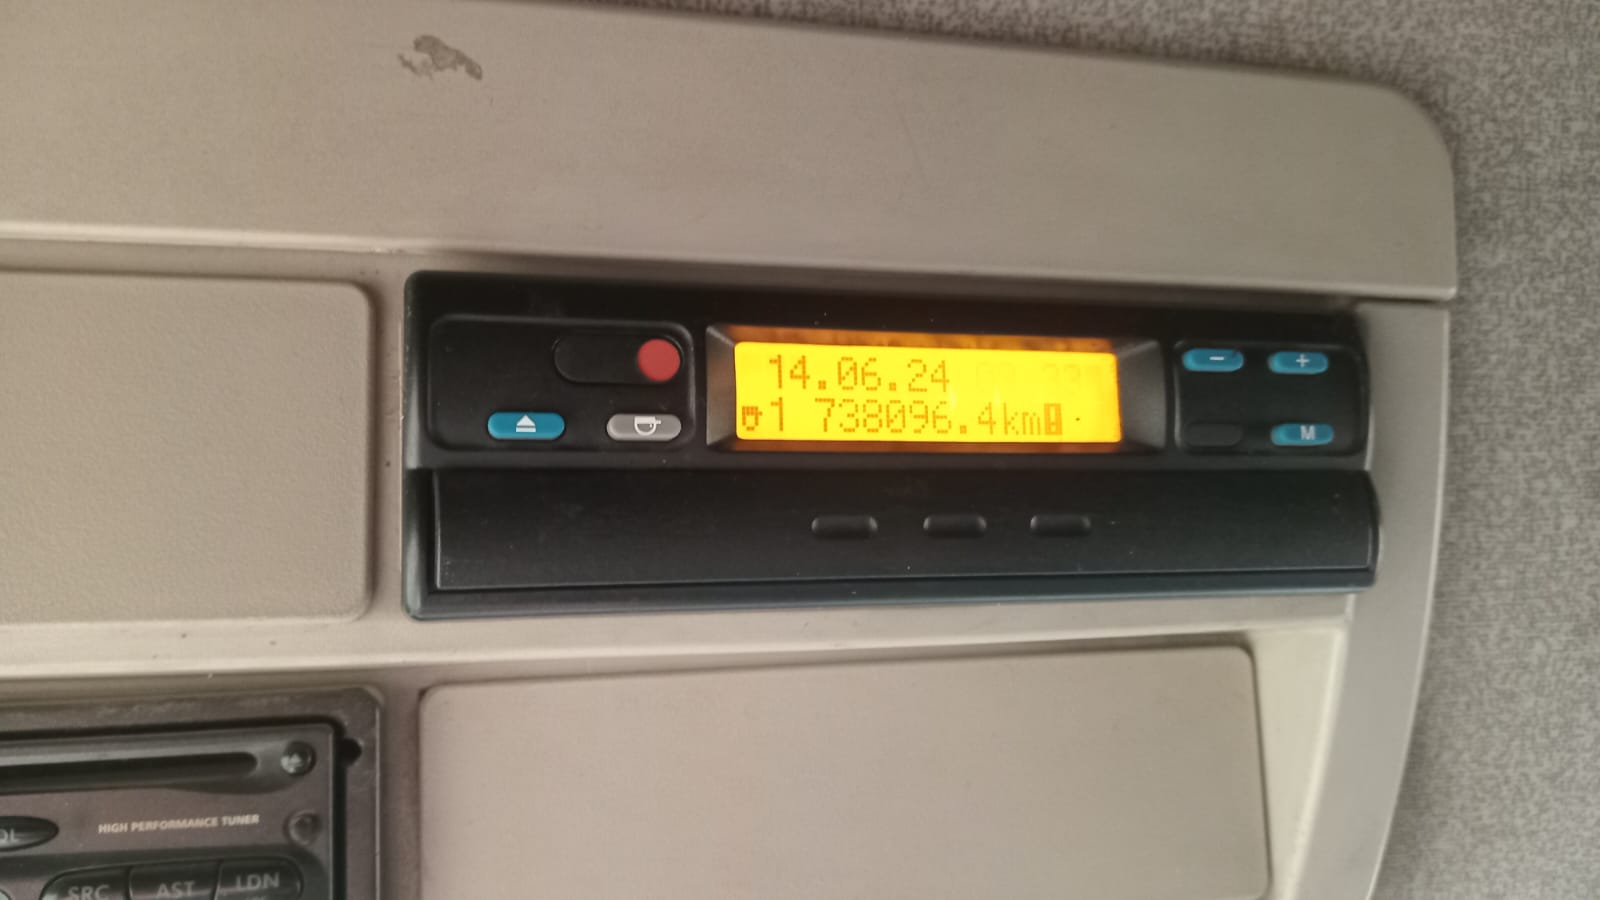 14.06.24
1 738096.4km
- +
M
HIGH PERFORMANCE TUNER
SRC AST LDN